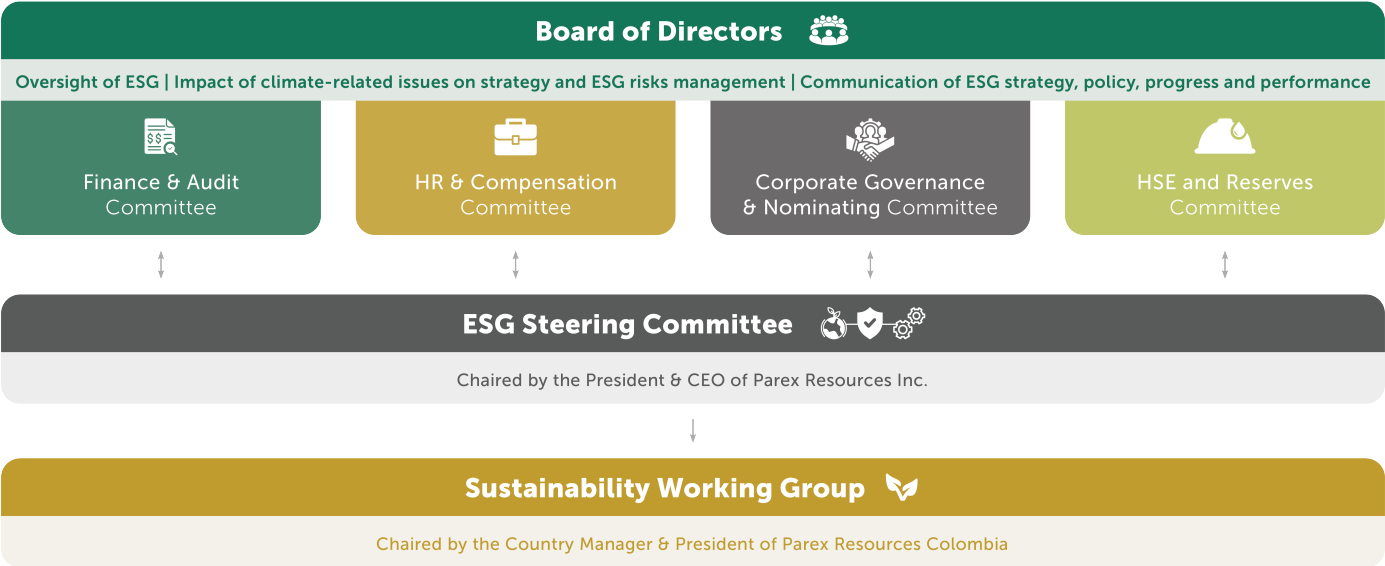 Board of Directors
Oversight of ESG | Impact of climate-related issues on strategy and ESG risks management | Communication of ESG strategy, policy, progress and performance
$$
Finance & Audit
Committee
HR & Compensation
Committee
Corporate Governance
& Nominating Committee
HSE and Reserves
Committee
ESG Steering Committee
Chaired by the President & CEO of Parex Resources Inc.
Sustainability Working Group
Chaired by the Country Manager & President of Parex Resources Colombia